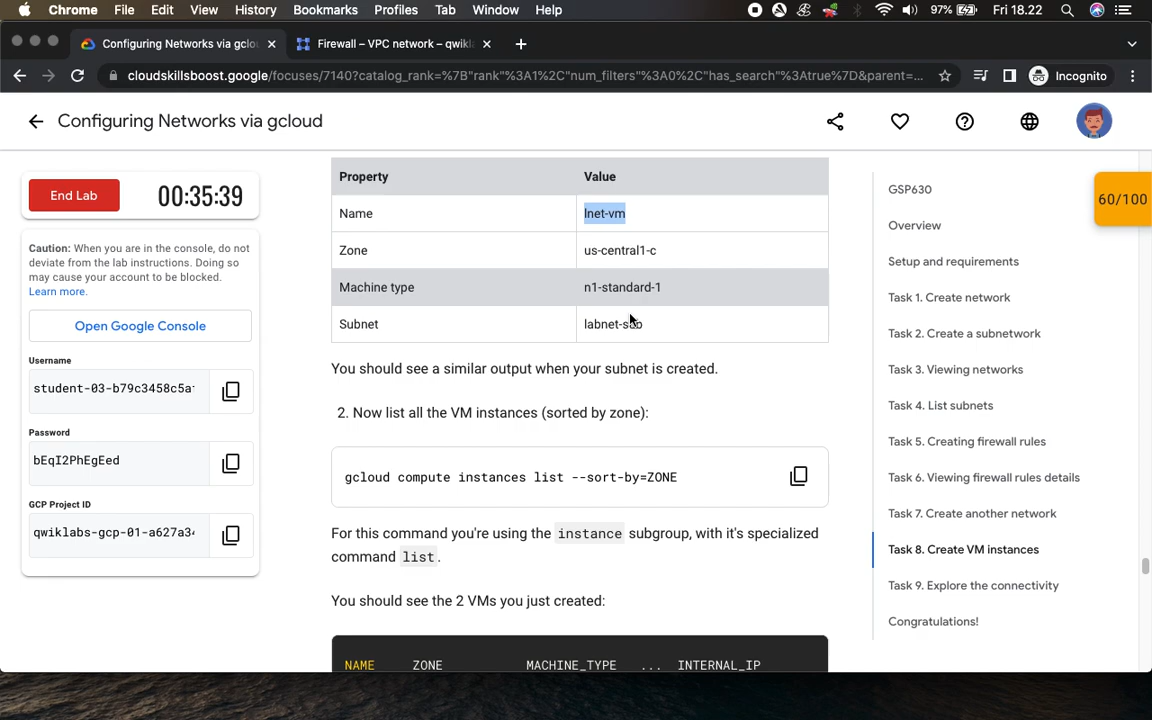 Chrome File Edit View History Bookmarks Profiles Tab Window Help 97% Fri 18.22
Configuring Networks via gclo
Firewall – VPC network – qwikl
cloudskillsboost.google/focuses/7140?catalog_rank=%7B"rank"%3A1%2C"num_filters"%3A0%2C"has_search"%3Atrue%7D&parent=...
Incognito
Configuring Networks via gcloud
End Lab
00:35:39
Caution: When you are in the console, do not
deviate from the lab instructions. Doing so
may cause your account to be blocked.
Learn more.
Open Google Console
Username
student-03-b79c3458c5a
Password
bEqI2PhEgEed
GCP Project ID
qwiklabs-gcp-01-a627a3
Property Value
Name lnet-vm
Zone us-central1-c
Machine type n1-standard-1
Subnet labnet-sub
You should see a similar output when your subnet is created.
2. Now list all the VM instances (sorted by zone):
gcloud compute instances list --sort-by=ZONE
For this command you're using the instance subgroup, with it's specialized
command list.
You should see the 2 VMs you just created:
NAME ZONE MACHINE_TYPE ... INTERNAL_IP
GSP630
Overview
Setup and requirements
Task 1. Create network
Task 2. Create a subnetwork
Task 3. Viewing networks
Task 4. List subnets
Task 5. Creating firewall rules
Task 6. Viewing firewall rules details
Task 7. Create another network
Task 8. Create VM instances
Task 9. Explore the connectivity
Congratulations!
60/100